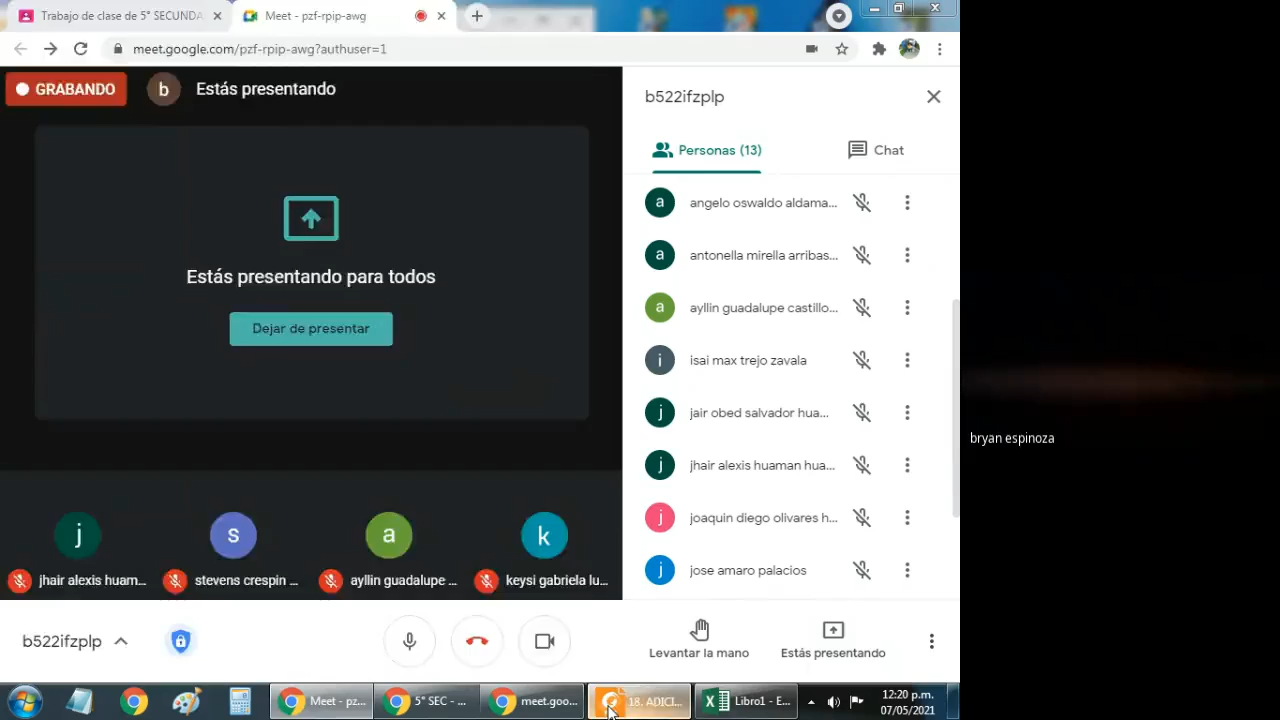 Trabajo de clase de 5° SECUNDA
Meet - pzf-rpip-awg
meet.google.com/pzf-rpip-awg?authuser=1
GRABANDO
b
Estás presentando
b522ifzplp
Personas (13)
Chat
Estás presentando para todos
Dejar de presentar
a
angelo oswaldo aldama...
a
antonella mirella arribas...
a
ayllin guadalupe castillo...
i
isai max trejo zavala
j
jair obed salvador hua...
j
jhair alexis huaman hua...
j
joaquin diego olivares h...
j
jose amaro palacios
j
s
a
k
jhair alexis huam...
stevens crespin ...
ayllin guadalupe ...
keysi gabriela lu...
bryan espinoza
b522ifzplp
Levantar la mano
Estás presentando
Meet - pz...
5° SEC - ...
meet.goo...
18. ADICI...
Libro1 - E...
12:20 p.m.
07/05/2021